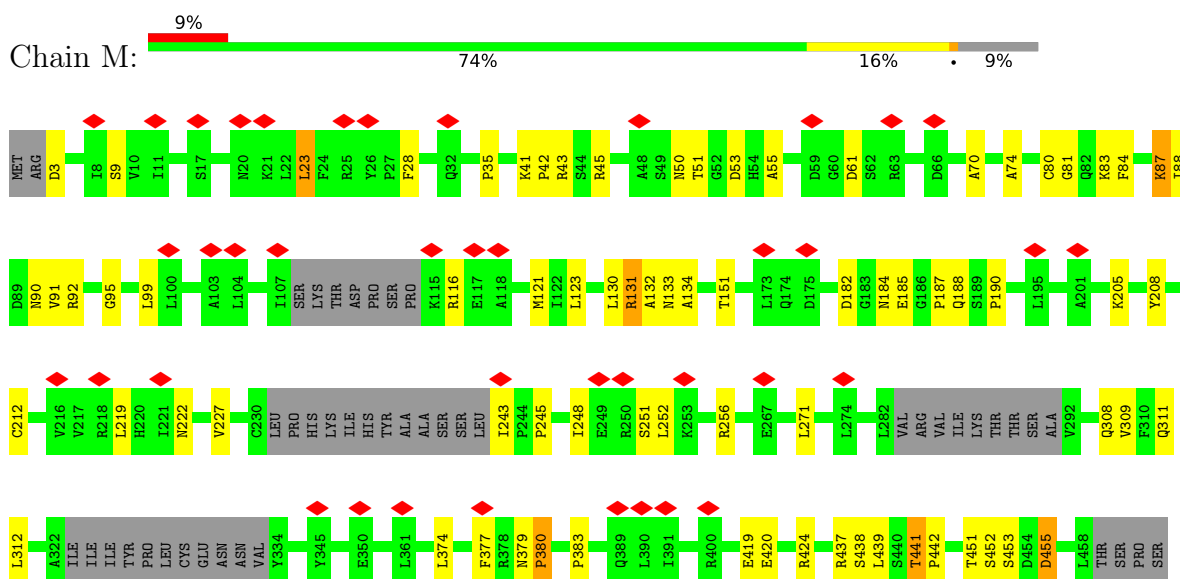 9%
Chain M:
74% 16% • 9%
MET ARG D3 I8 S9 V10 I11 S17 N20 K21 L22 L23 F24 R25 Y26 P27 F28 Q32 P35 K41 P42 R43 S44 R45 A48 S49 N50 T51 G52 D53 H54 A55 D59 G60 D61 S62 R63 D66 A70 A74 C80 G81 Q82 K83 F84 K87 I88
D89 N90 V91 R92 G95 L99 L100 A103 L104 I107 SER LYS THR ASP PRO SER PRO K115 R116 E117 A118 M121 I122 L123 L130 R131 A132 N133 A134 T151 L173 Q174 D175 D182 G183 N184 E185 G186 P187 Q188 S189 P190 L195 A201 K205 Y208
C212 V216 V217 R218 L219 H220 I221 N222 V227 C230 LEU PRO HIS LYS ILE HIS TYR ALA ALA SER SER LEU I243 P244 P245 I248 E249 R250 S251 L252 K253 R256 E267 L271 L274 L282 VAL ARG VAL ILE LYS THR THR SER ALA V292 Q308 V309 F310 Q311
L312 A322 ILE ILE ILE TYR PRO LEU CYS GLU ASN ASN VAL Y334 Y345 E350 L361 L374 F377 R378 N379 P380 P383 Q389 L390 I391 R400 E419 E420 R424 R437 S438 L439 S440 T441 P442 T451 S452 S453 D454 D455 L458 THR SER PRO SER